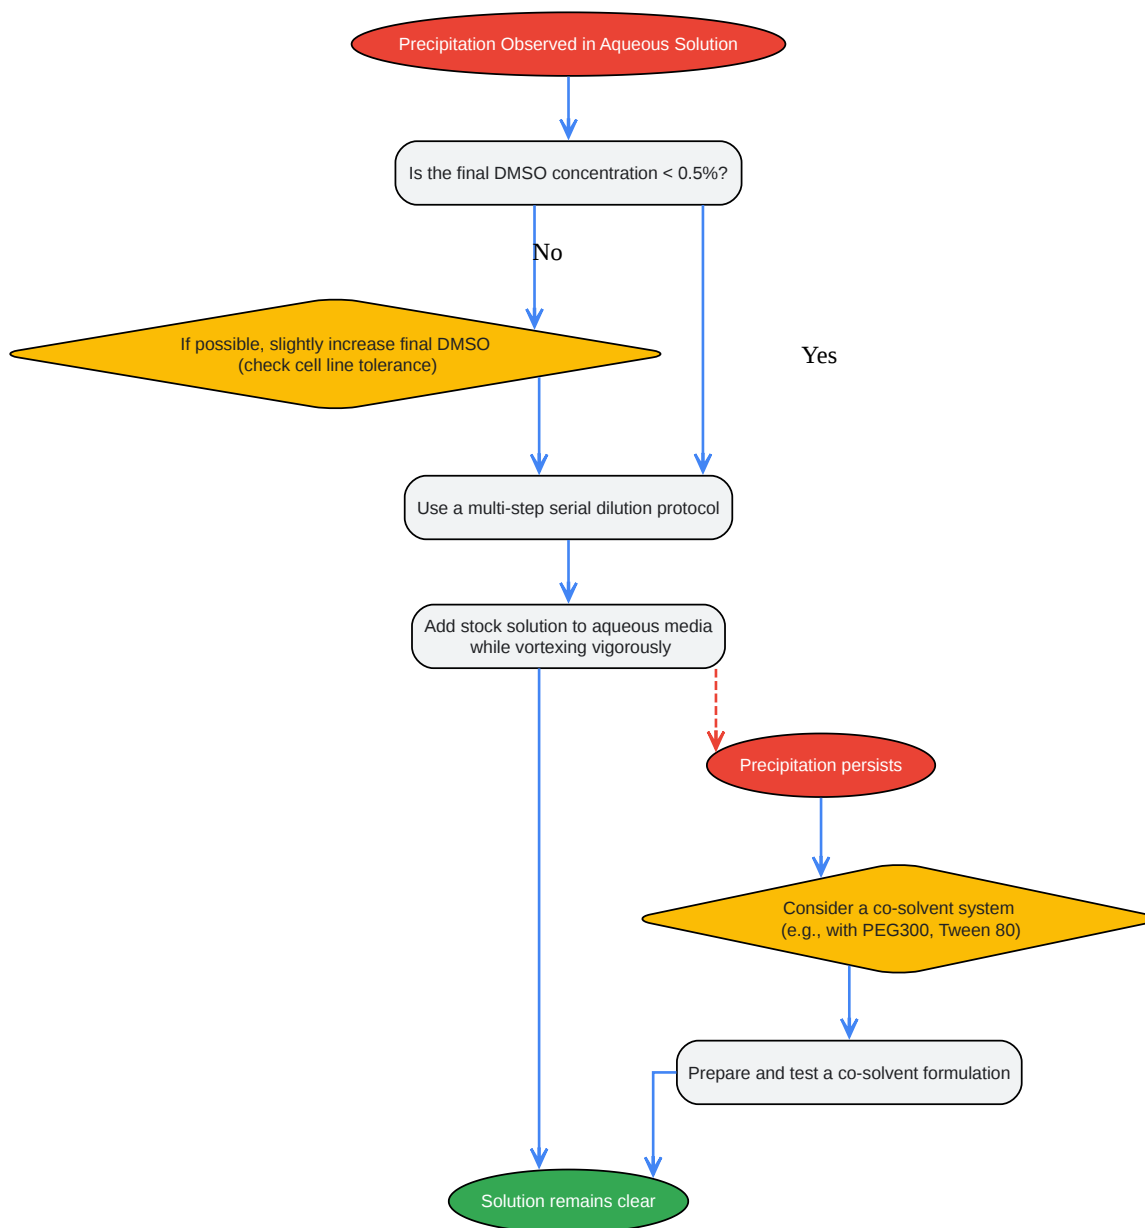 Precipitation Observed in Aqueous Solution
Is the final DMSO concentration < 0.5%?
No
If possible, slightly increase final DMSO
(check cell line tolerance)
Yes
Use a multi-step serial dilution protocol
Add stock solution to aqueous media
while vortexing vigorously
Precipitation persists
Consider a co-solvent system
(e.g., with PEG300, Tween 80)
Prepare and test a co-solvent formulation
Solution remains clear